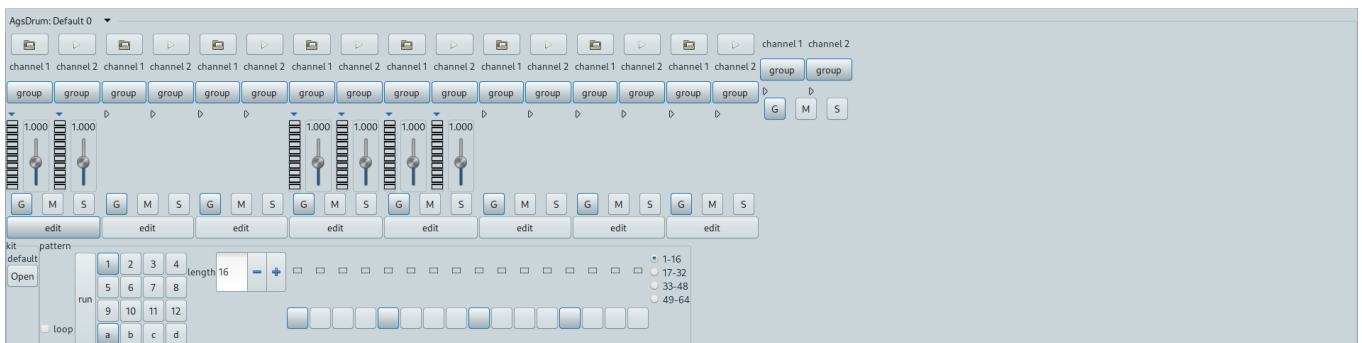 AgsDrum: Default 0
channel 1 channel 2 channel 1 channel 2 channel 1 channel 2 channel 1 channel 2 channel 1 channel 2 channel 1 channel 2 channel 1 channel 2 channel 1 channel 2 channel 1 channel 2
group group group group group group group group group group group group group group group group group group
G M S
1.000 1.000 1.000 1.000 1.000 1.000
G M S G M S G M S G M S G M S G M S G M S G M S
edit edit edit edit edit edit edit edit
kit pattern
default
Open
run
loop
1 2 3 4
5 6 7 8
9 10 11 12
a b c d
length 16
1-16
17-32
33-48
49-64